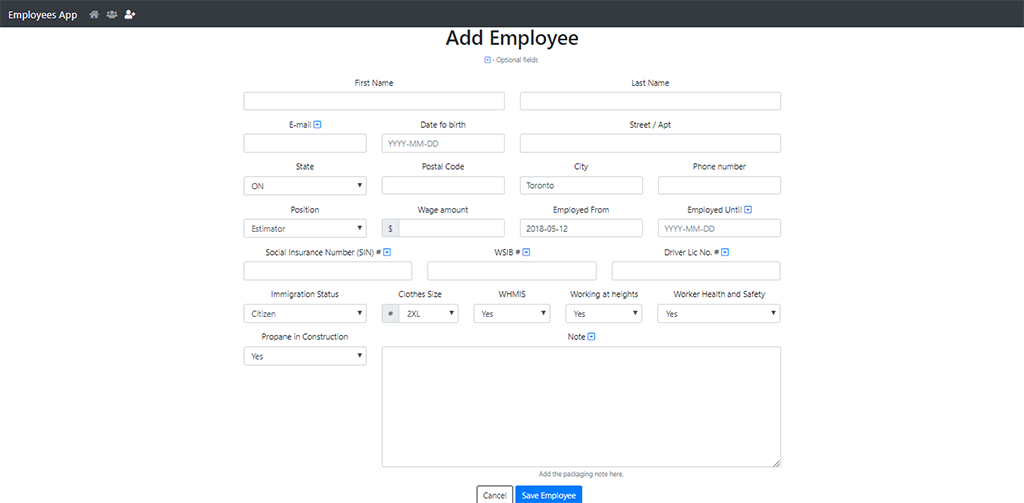 Employees App
Add Employee
- Optional fields
First Name Last Name
E-mail Date fo birth Street / Apt
YYYY-MM-DD
State Postal Code City Phone number
ON Toronto
Position Wage amount Employed From Employed Until
Estimator $ 2018-05-12 YYYY-MM-DD
Social Insurance Number (SIN) # WSIB # Driver Lic No. #
Immigration Status Clothes Size WHMIS Working at heights Worker Health and Safety
Citizen # 2XL Yes Yes Yes
Propane in Construction Note
Yes
Add the packaging note here.
Cancel Save Employee